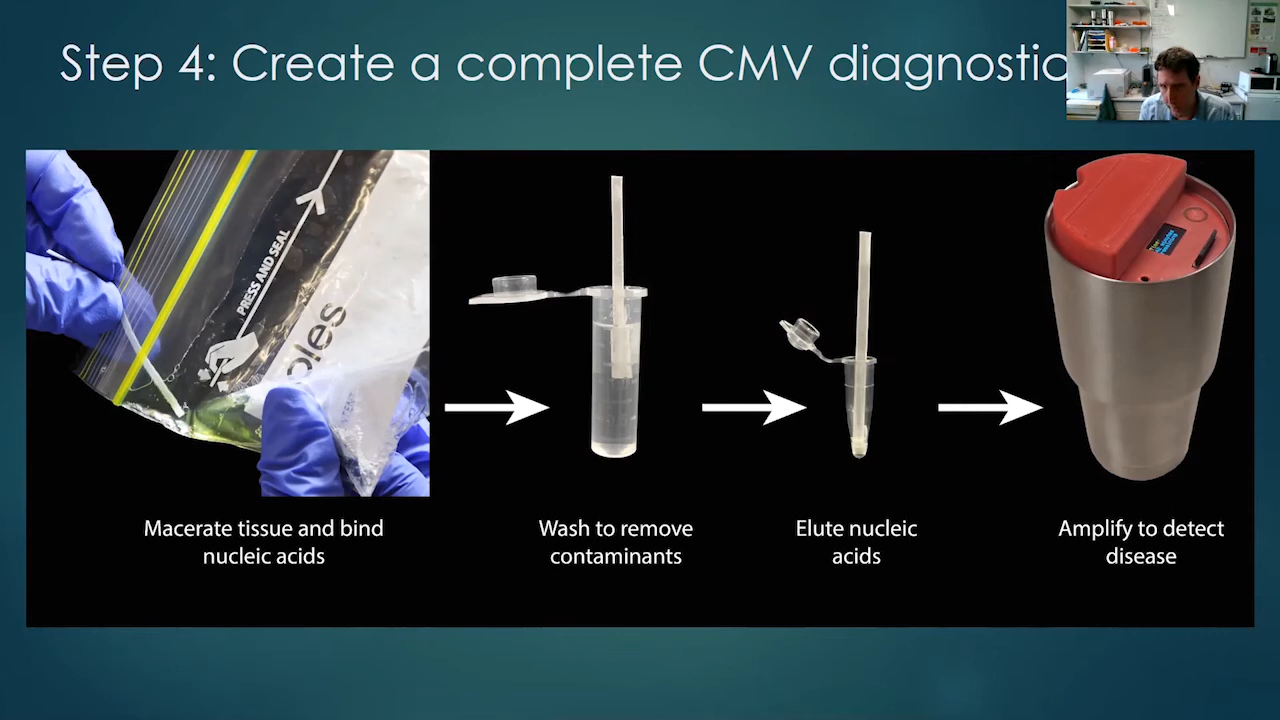 Step 4: Create a complete CMV diagnostic
PRESS AND SEAL
ples
Macerate tissue and bind
nucleic acids
Wash to remove
contaminants
Elute nucleic
acids
Amplify to detect
disease